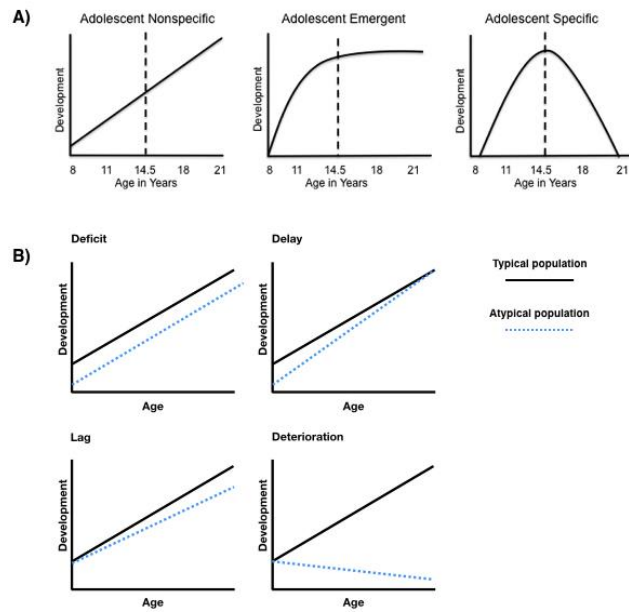 A)
Adolescent Nonspecific
Development
8 11 14.5 18 21
Age in Years
Adolescent Emergent
Development
8 11 14.5 18 21
Age in Years
Adolescent Specific
Development
8 11 14.5 18 21
Age in Years
B)
Deficit
Development
Age
Delay
Development
Age
Typical population
Atypical population
Lag
Development
Age
Deterioration
Development
Age